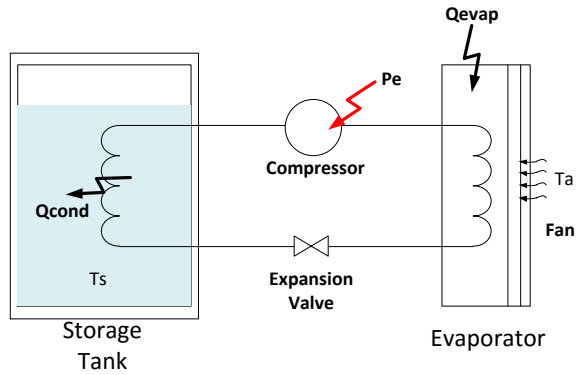 Qevap
Pe
Compressor
Ta
Qcond
Fan
Ts
Expansion
Valve
Storage
Tank
Evaporator